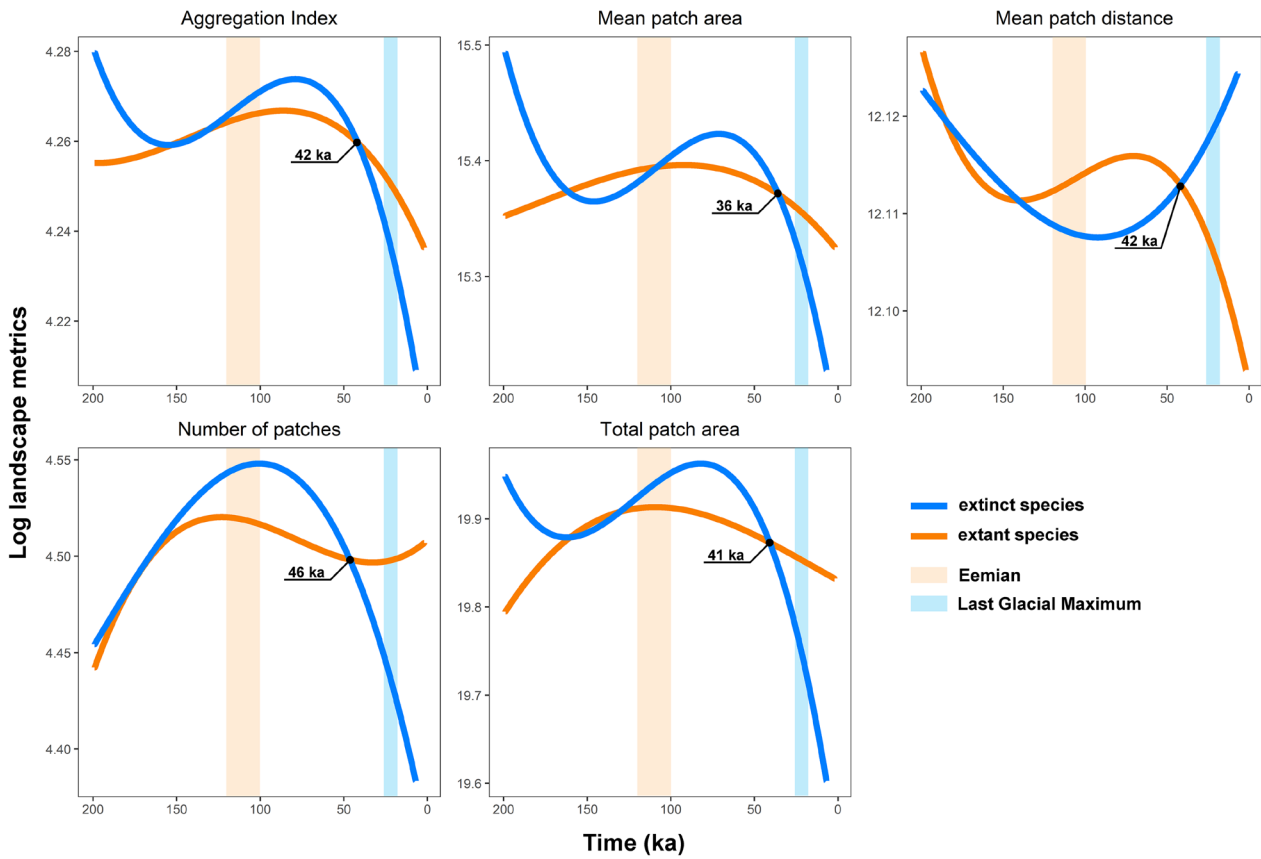 Aggregation Index
Mean patch area
Mean patch distance
4.28
4.26
4.24
4.22
42 ka
200 150 100 50 0
15.5
15.4
15.3
36 ka
200 150 100 50 0
12.12
12.11
12.10
42 ka
200 150 100 50 0
Log landscape metrics
Number of patches
Total patch area
4.55
4.50
4.45
4.40
46 ka
200 150 100 50 0
19.9
19.8
19.7
19.6
41 ka
200 150 100 50 0
extinct species
extant species
Eemian
Last Glacial Maximum
Time (ka)